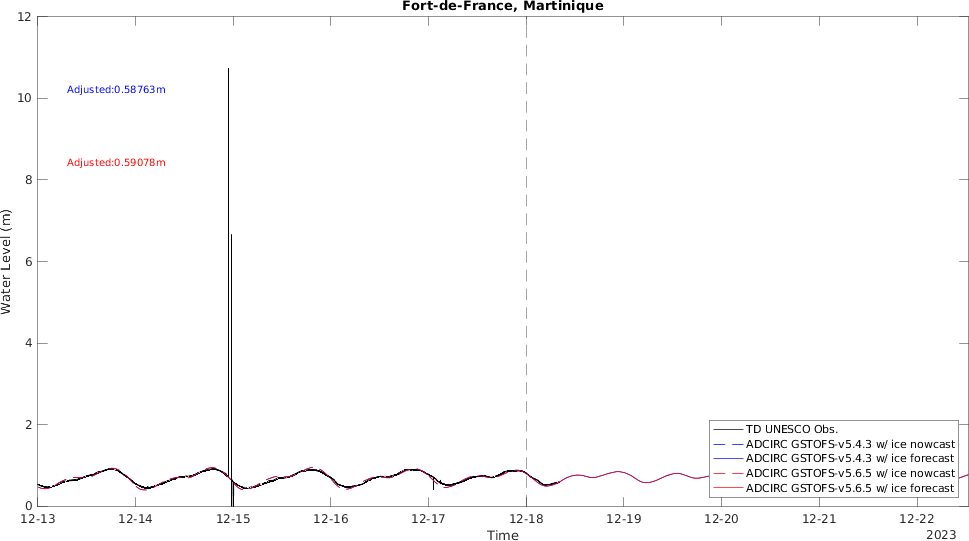 Fort-de-France, Martinique
12
10
8
6
4
2
0
Water Level (m)
Adjusted:0.58763m
Adjusted:0.59078m
TD UNESCO Obs.
ADCIRC GSTOFS-v5.4.3 w/ ice nowcast
ADCIRC GSTOFS-v5.4.3 w/ ice forecast
ADCIRC GSTOFS-v5.6.5 w/ ice nowcast
ADCIRC GSTOFS-v5.6.5 w/ ice forecast
12-13 12-14 12-15 12-16 12-17 12-18 12-19 12-20 12-21 12-22
Time
2023